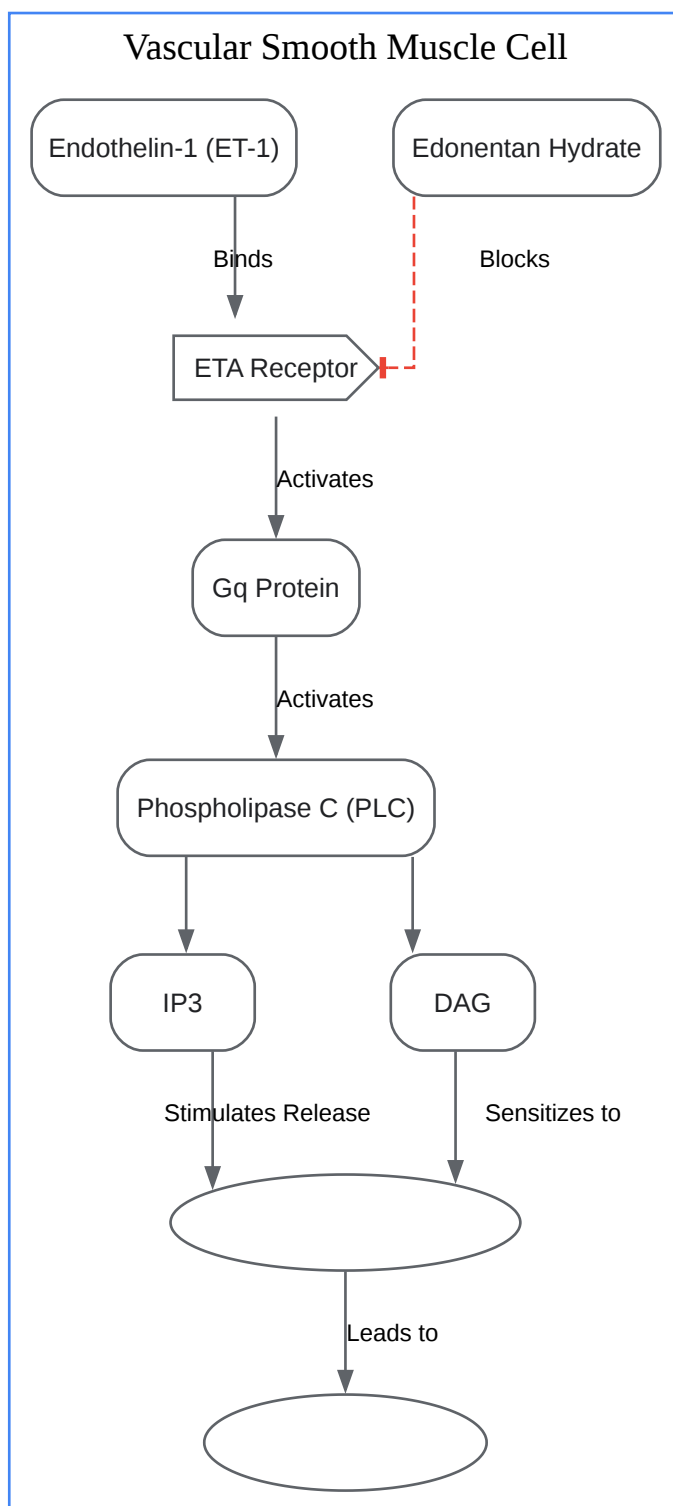 Vascular Smooth Muscle Cell
Endothelin-1 (ET-1)
Edonentan Hydrate
Binds
Blocks
ETA Receptor
Activates
Gq Protein
Activates
Phospholipase C (PLC)
IP3
DAG
Stimulates Release
Sensitizes to
Leads to